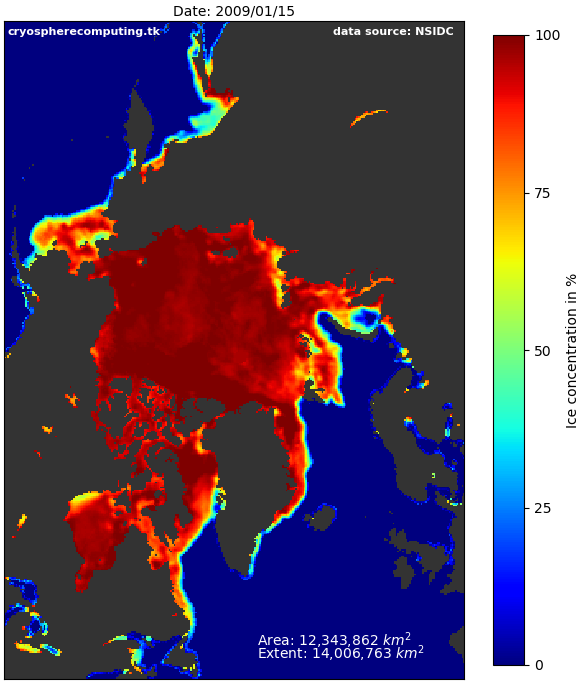 Date: 2009/01/15
cryospherecomputing.tk data source: NSIDC
100
75
50
25
0
Ice concentration in %
Area: 12,343,862 km²
Extent: 14,006,763 km²